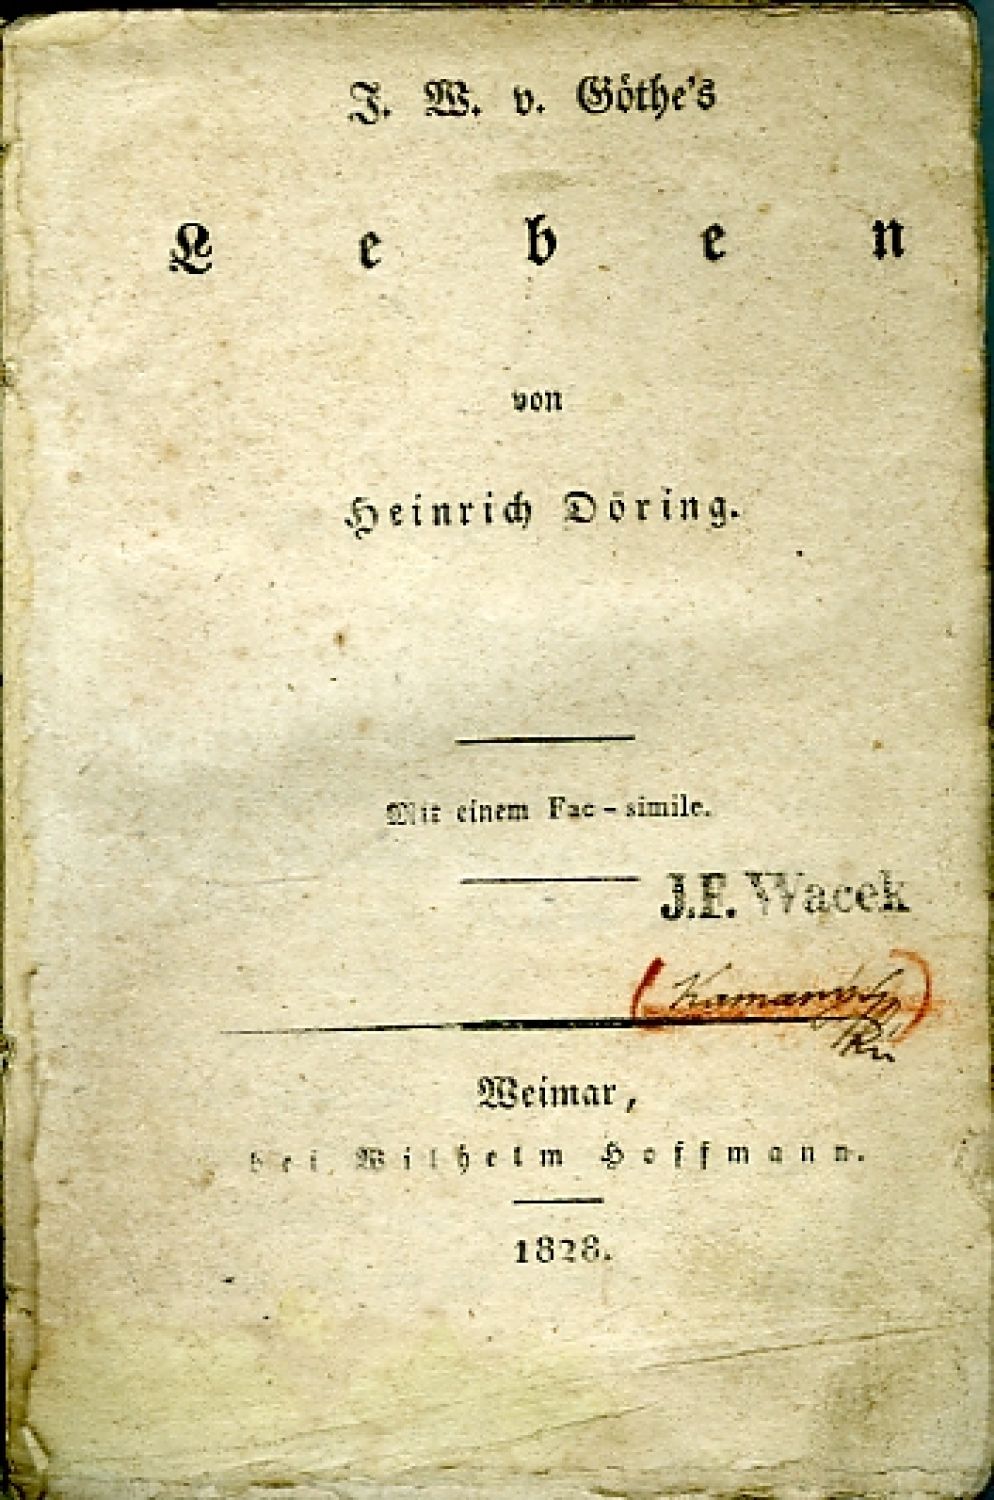 J. W. v. Göthe's
Leben
von
Heinrich Döring.
Mit einem Fac-simile.
J.F. Wacek
Weimar,
bei Wilhelm Hoffmann.
1828.